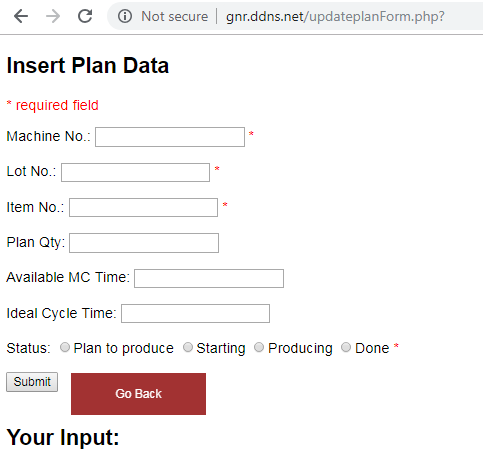 Not secure | gnr.ddns.net/updateplanForm.php?
Insert Plan Data
* required field
Machine No.: *
Lot No.: *
Item No.: *
Plan Qty:
Available MC Time:
Ideal Cycle Time:
Status: Plan to produce Starting Producing Done *
Submit Go Back
Your Input: